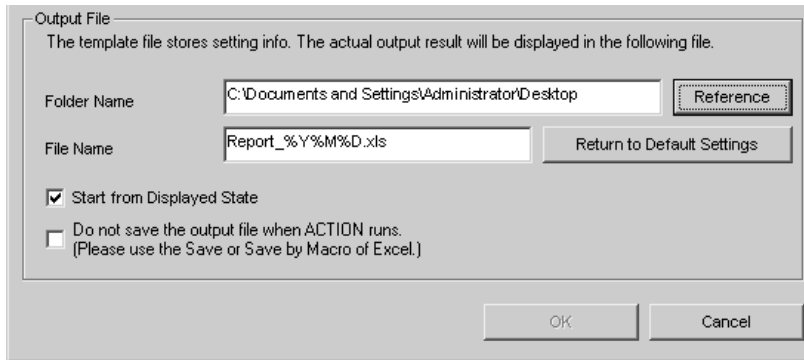 Output File
The template file stores setting info. The actual output result will be displayed in the following file.
Folder Name
C:\Documents and Settings\Administrator\Desktop
Reference
File Name
Report_%Y%M%D.xls
Return to Default Settings
Start from Displayed State
Do not save the output file when ACTION runs.
(Please use the Save or Save by Macro of Excel.)
OK
Cancel